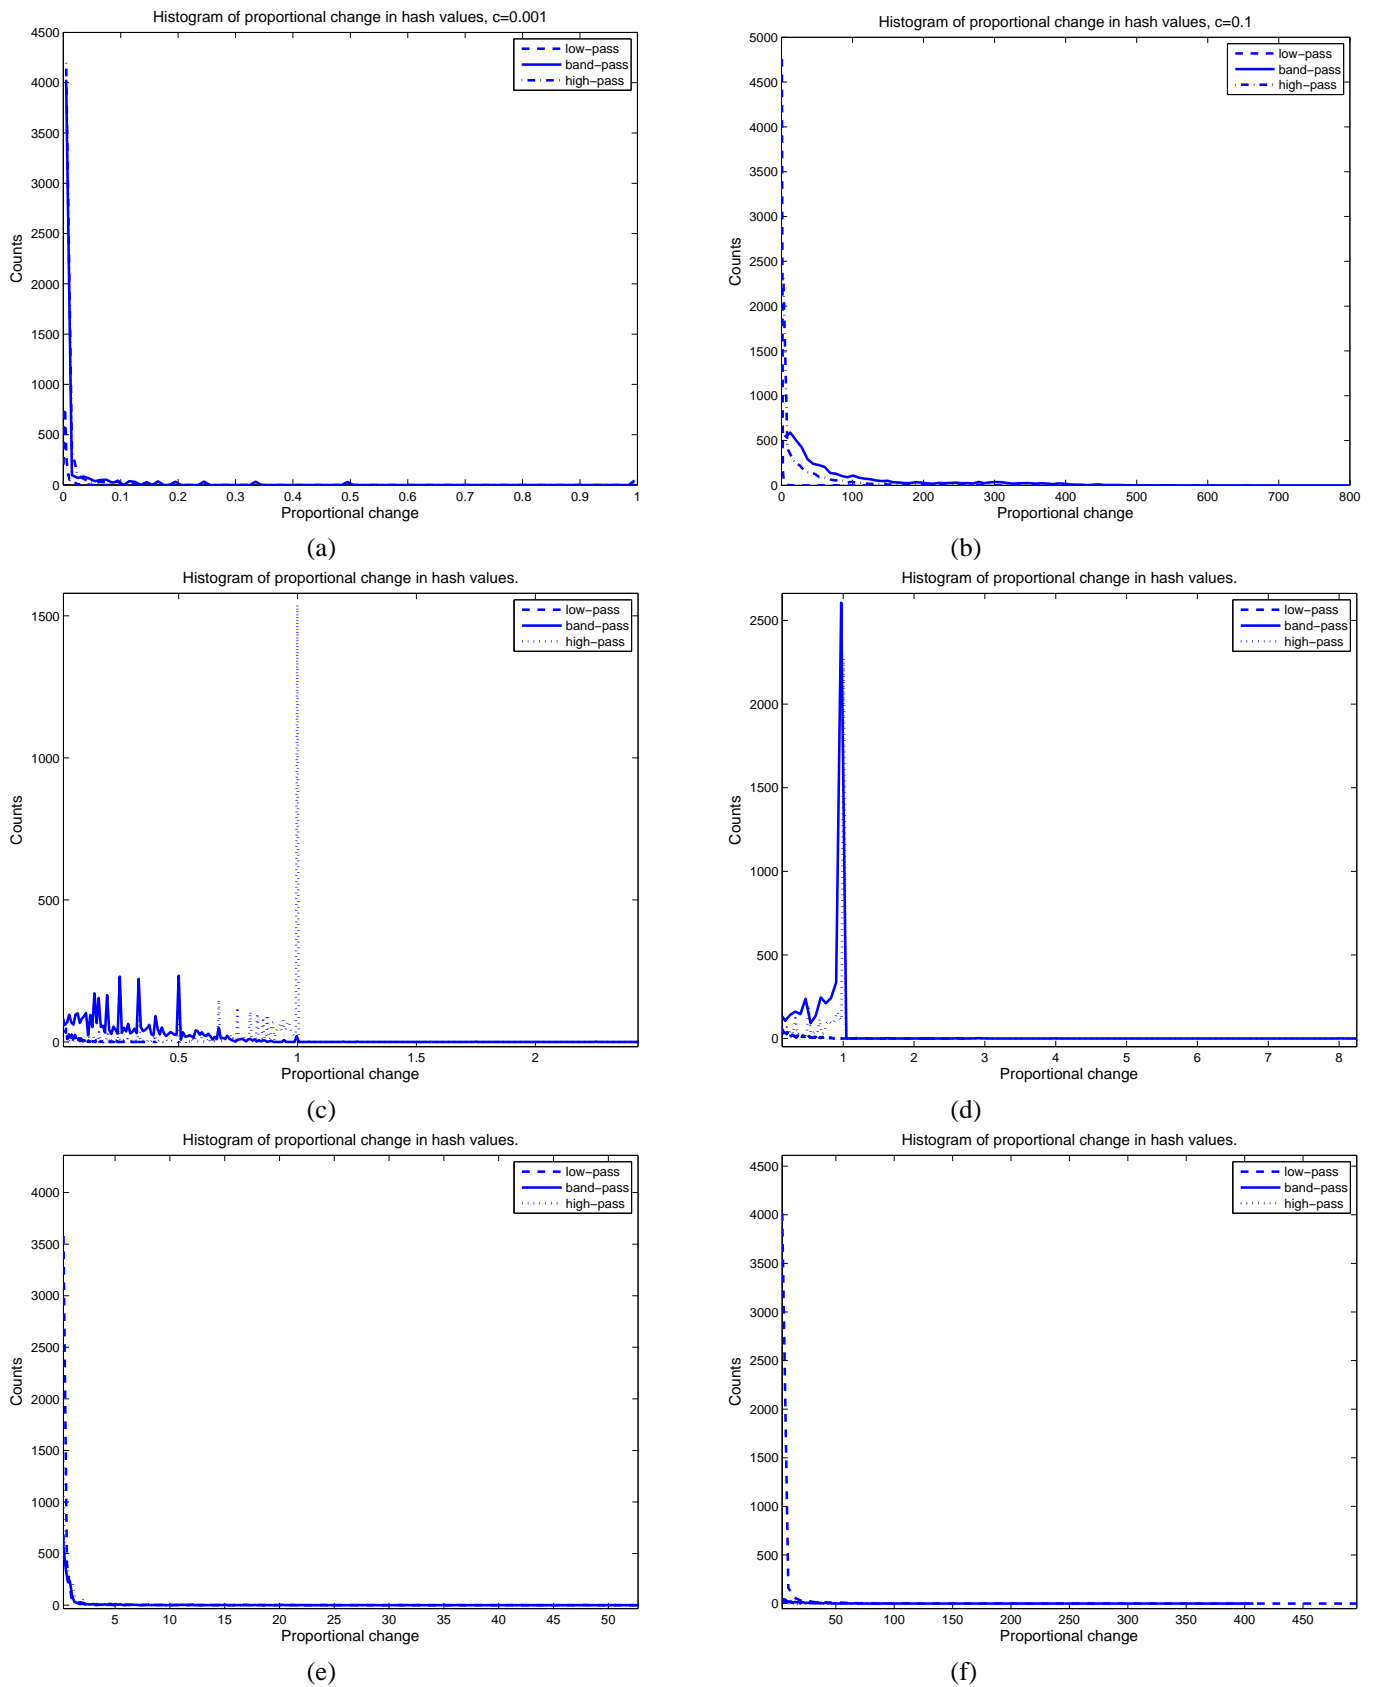 Histogram of proportional change in hash values, c=0.001
4500
4000
3500
3000
2500
2000
1500
1000
500
0
Counts
low-pass
band-pass
high-pass
0 0.1 0.2 0.3 0.4 0.5 0.6 0.7 0.8 0.9 1
Proportional change
(a)
Histogram of proportional change in hash values, c=0.1
5000
4500
4000
3500
3000
2500
2000
1500
1000
500
0
Counts
low-pass
band-pass
high-pass
0 100 200 300 400 500 600 700 800
Proportional change
(b)
Histogram of proportional change in hash values.
1500
1000
500
0
Counts
low-pass
band-pass
high-pass
0.5 1 1.5 2
Proportional change
(c)
Histogram of proportional change in hash values.
2500
2000
1500
1000
500
0
Counts
low-pass
band-pass
high-pass
1 2 3 4 5 6 7 8
Proportional change
(d)
Histogram of proportional change in hash values.
4000
3500
3000
2500
2000
1500
1000
500
0
Counts
low-pass
band-pass
high-pass
5 10 15 20 25 30 35 40 45 50
Proportional change
(e)
Histogram of proportional change in hash values.
4500
4000
3500
3000
2500
2000
1500
1000
500
0
Counts
low-pass
band-pass
high-pass
50 100 150 200 250 300 350 400 450
Proportional change
(f)